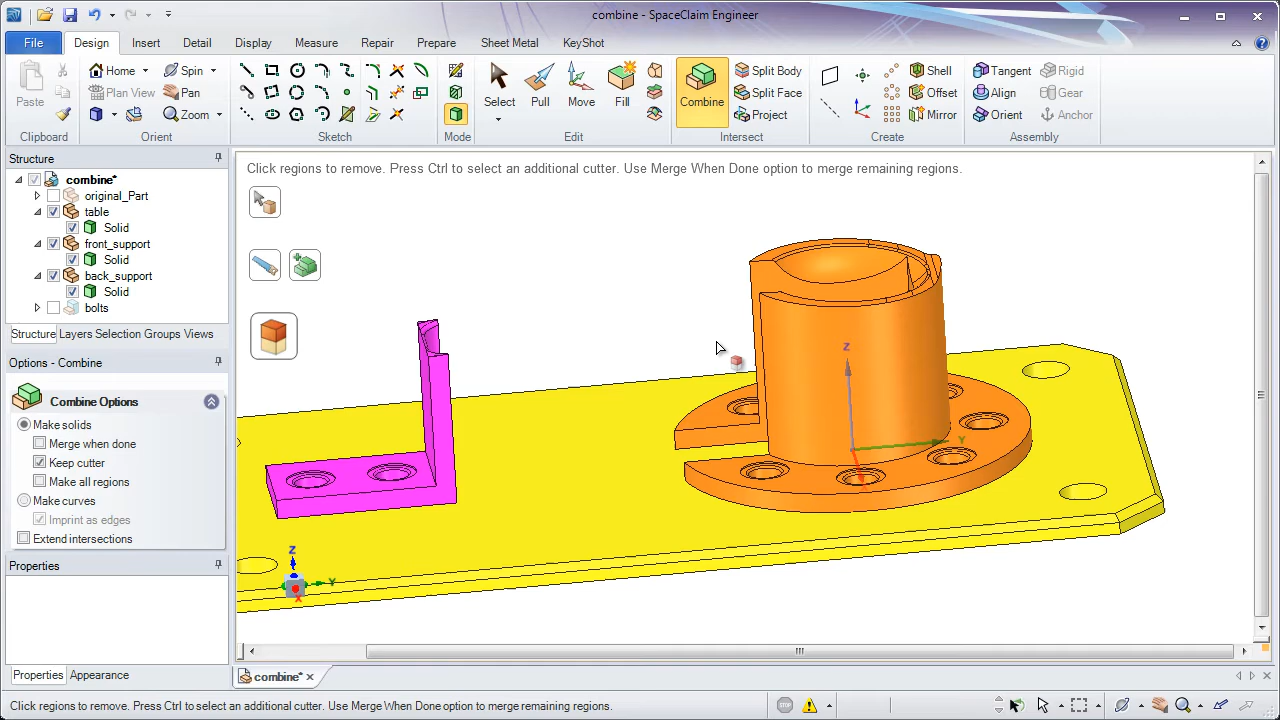 combine - SpaceClaim Engineer
File Design Insert Detail Display Measure Repair Prepare Sheet Metal KeyShot
Paste
Clipboard
Home Spin
Plan View Pan
Zoom
Orient
Sketch
Mode
Select Pull Move Fill
Edit
Combine
Split Body
Split Face
Project
Intersect
Shell
Offset
Mirror
Create
Tangent Rigid
Align Gear
Orient Anchor
Assembly
Structure
combine*
original_Part
table
Solid
front_support
Solid
back_support
Solid
bolts
Structure Layers Selection Groups Views
Options - Combine
Combine Options
Make solids
Merge when done
Keep cutter
Make all regions
Make curves
Imprint as edges
Extend intersections
Properties
Properties Appearance
Click regions to remove. Press Ctrl to select an additional cutter. Use Merge When Done option to merge remaining regions.
Z
Y
Z
Y
X
combine*
Click regions to remove. Press Ctrl to select an additional cutter. Use Merge When Done option to merge remaining regions.
STOP